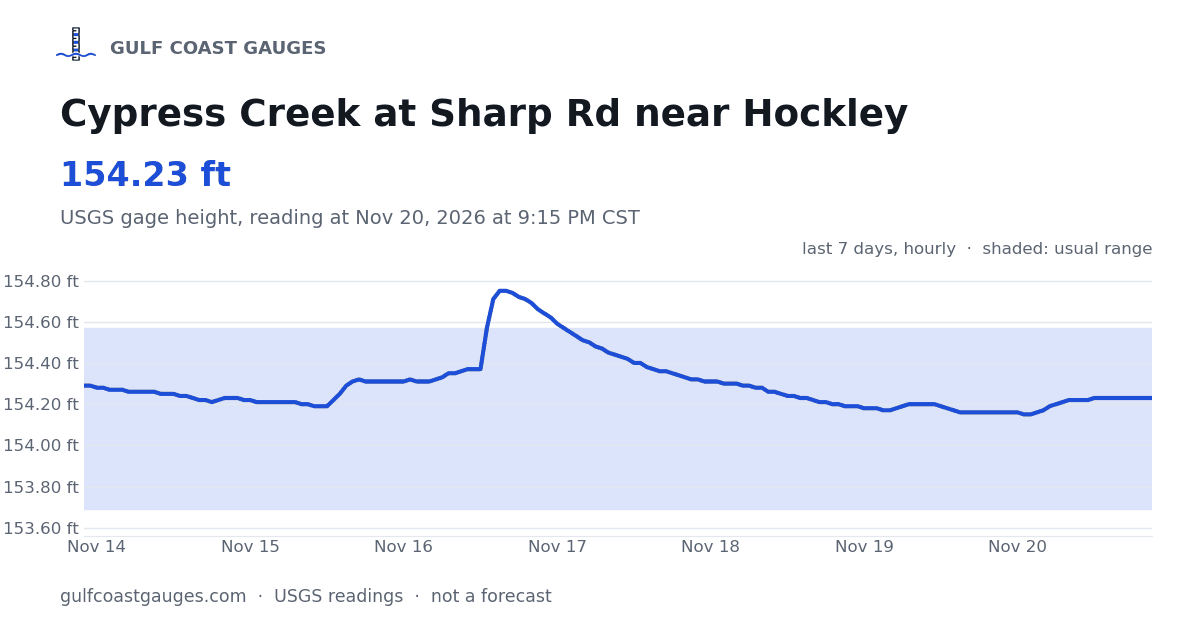 GULF COAST GAUGES
Cypress Creek at Sharp Rd near Hockley
154.23 ft
USGS gage height, reading at Nov 20, 2026 at 9:15 PM CST
last 7 days, hourly · shaded: usual range
154.80 ft
154.60 ft
154.40 ft
154.20 ft
154.00 ft
153.80 ft
153.60 ft
Nov 14 Nov 15 Nov 16 Nov 17 Nov 18 Nov 19 Nov 20
gulfcoastgauges.com · USGS readings · not a forecast